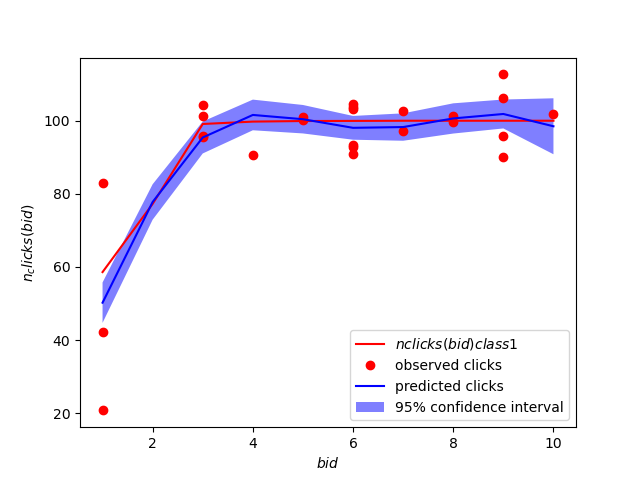 100
80
60
40
20
n_clicks(bid)
2
4
6
8
10
bid
nclicks(bid)class1
observed clicks
predicted clicks
95% confidence interval